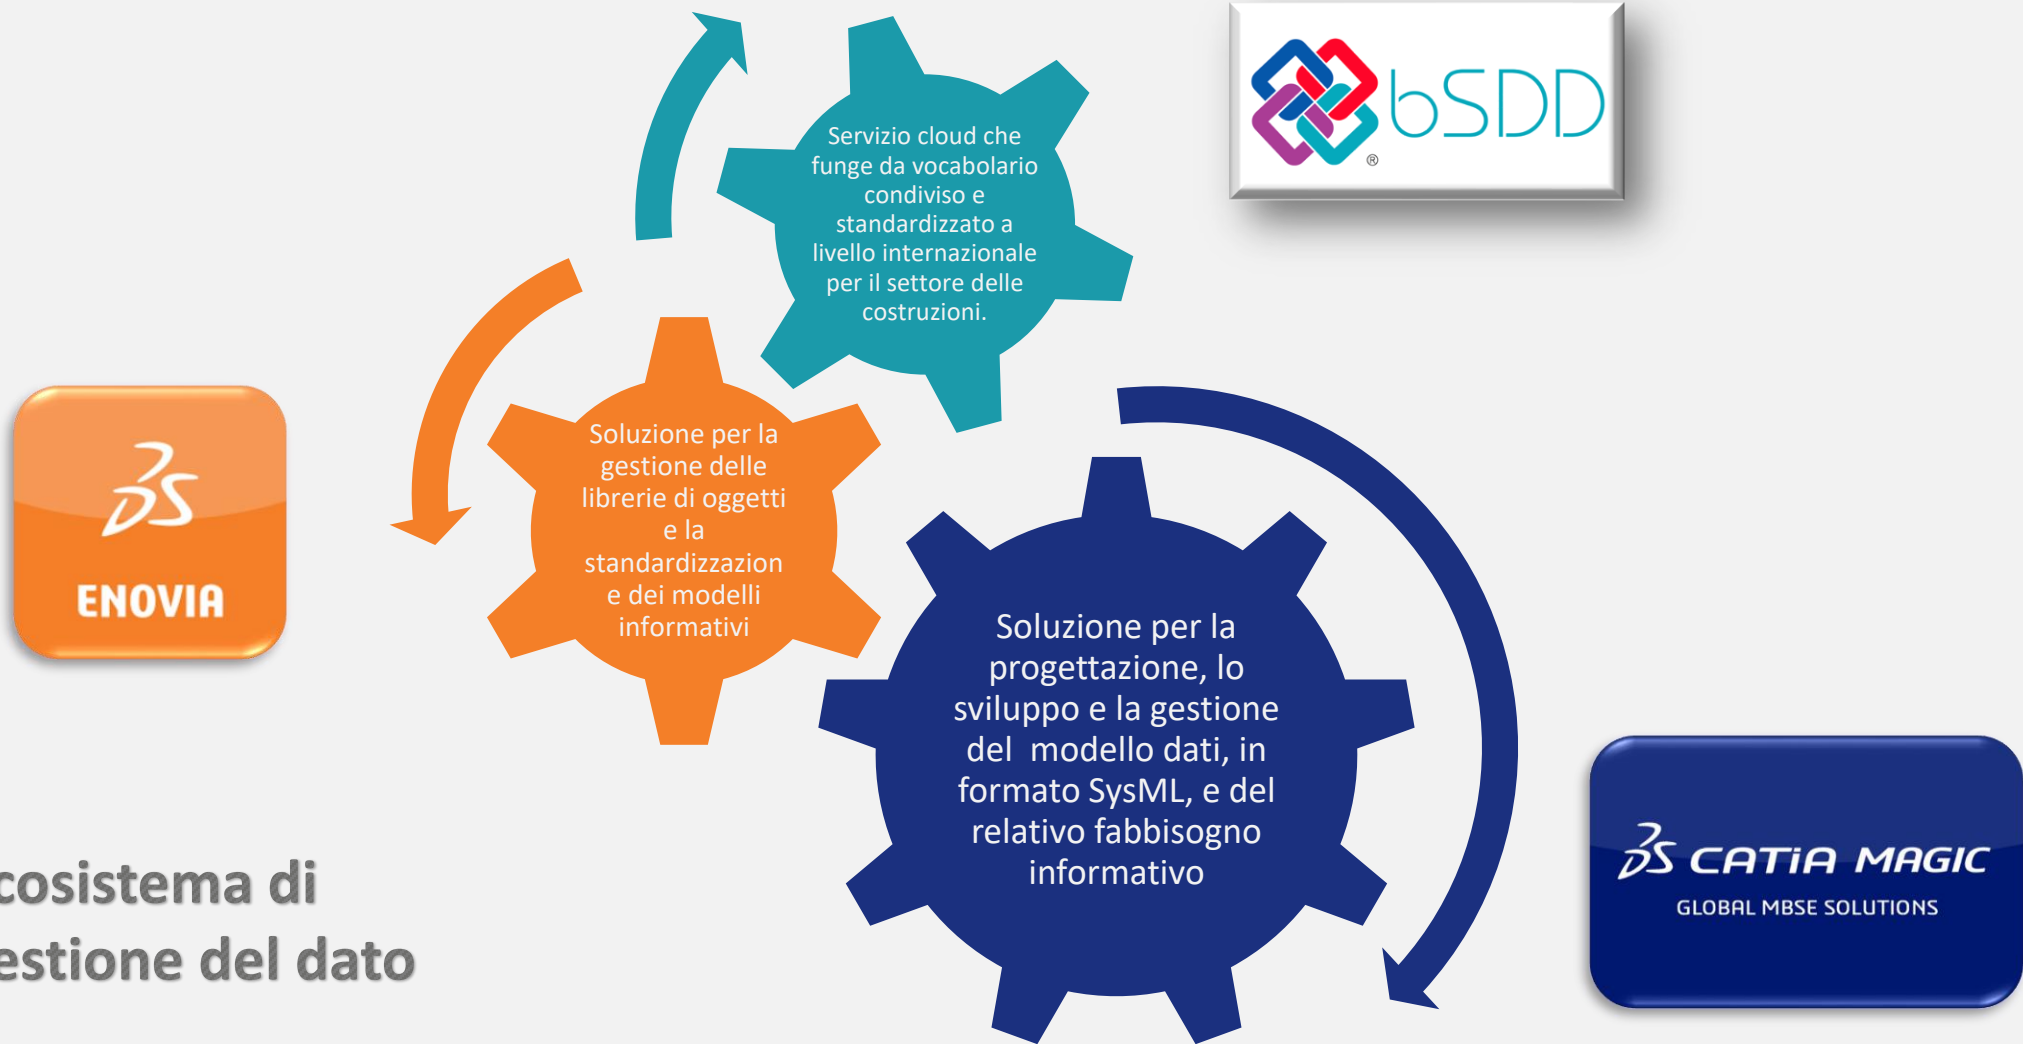 bSDD
®
Servizio cloud che
funge da vocabolario
condiviso e
standardizzato a
livello internazionale
per il settore delle
costruzioni.
Soluzione per la
gestione delle
librerie di oggetti
e la
standardizzazion
e dei modelli
informativi
3DS
ENOVIA
Soluzione per la
progettazione, lo
sviluppo e la gestione
del  modello dati, in
formato SysML, e del
relativo fabbisogno
informativo
3DS CATIA MAGIC
GLOBAL MBSE SOLUTIONS
cosistema di
estione del dato